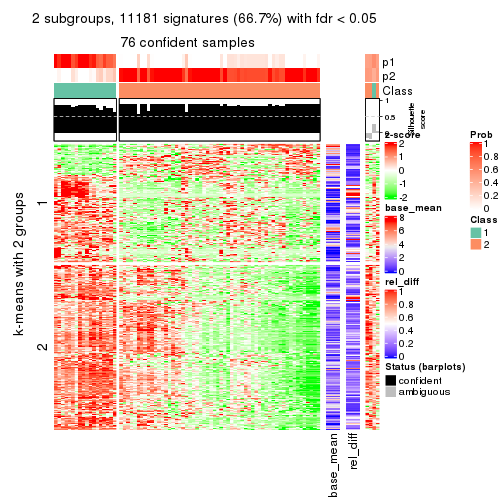 2 subgroups, 11181 signatures (66.7%) with fdr < 0.05
76 confident samples
p1
p2
Class
1
0.5
0
Silhouette
score
k-means with 2 groups
1
2
base_mean
rel_diff
z-score
2
1
0
-1
-2
base_mean
8
6
4
2
0
rel_diff
1
0.8
0.6
0.4
0.2
0
Status (barplots)
confident
ambiguous
Prob
1
0.8
0.6
0.4
0.2
0
Class
1
2